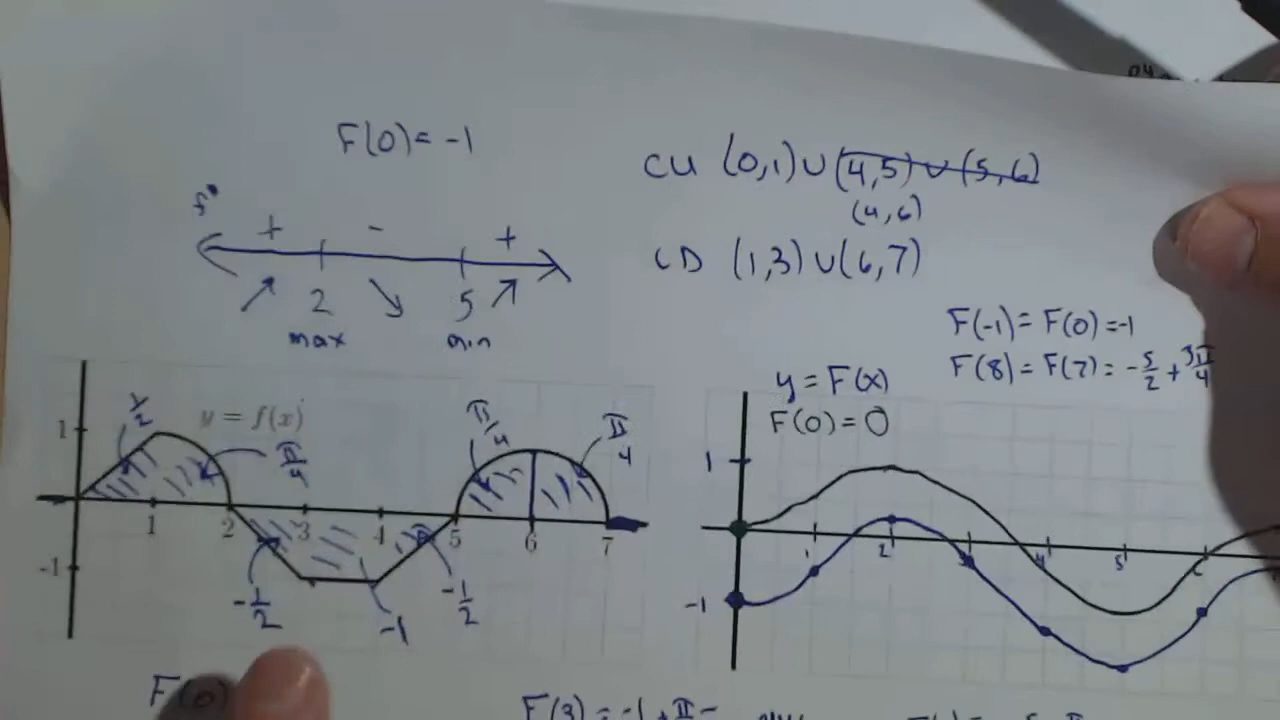 F(0) = -1
CU (0,1) ∪ (4,5) ∪ (5,6)
(4,6)
CD (1,3) ∪ (6,7)
+ - +
2 5
max min
F(-1) = F(0) = -1
F(8) = F(7) = -5/2 + 3π/4
y = F(x)
F(0) = 0
y = f(x)
1/2 π/4 π/4 π/4
1
1 2 3 4 5 6 7
-1
-1/2 -1 -1/2
1
1 2 3 4 5
-1
F(0)
F(3) = -1 + π